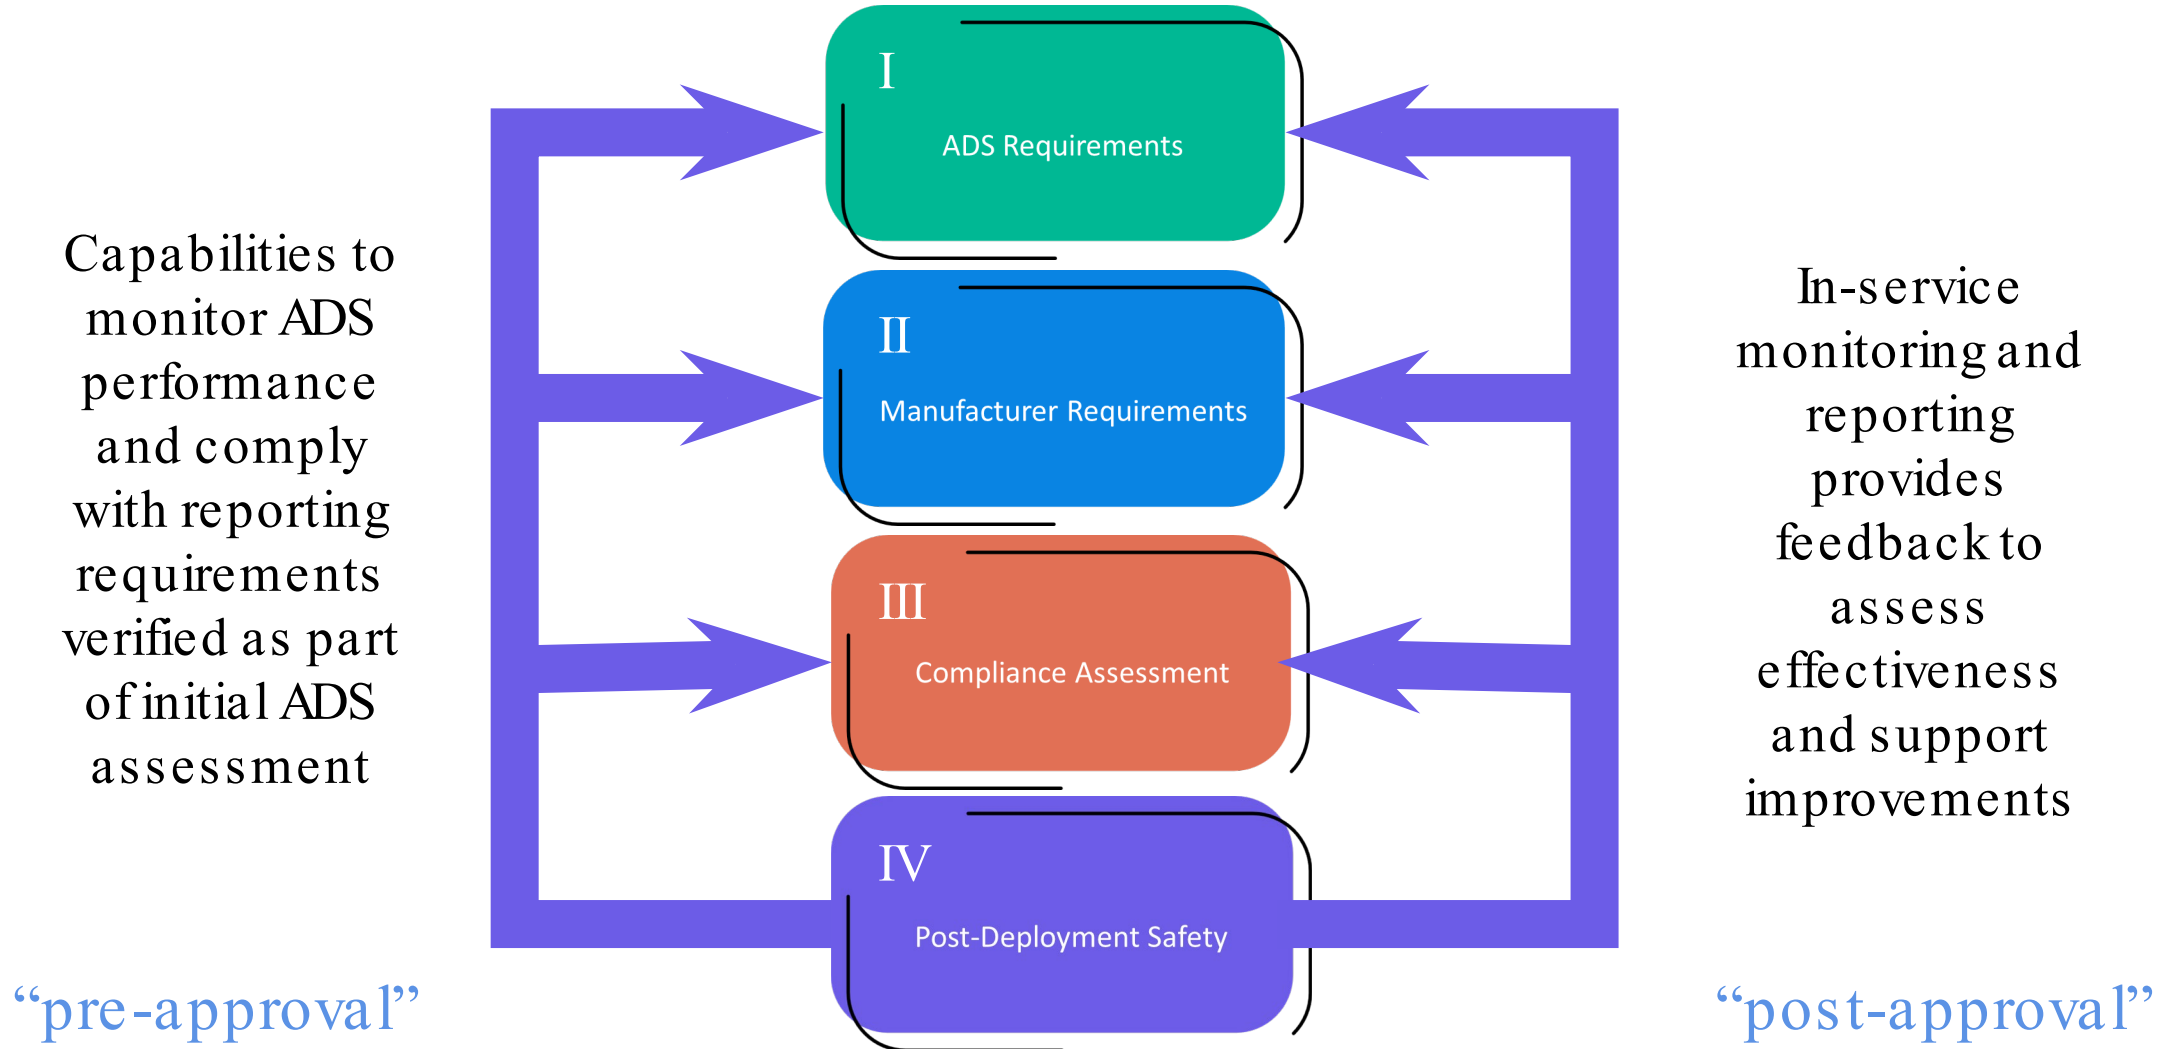 I
ADS Requirements
II
Manufacturer Requirements
III
Compliance Assessment
IV
Post-Deployment Safety
Capabilities to
monitor ADS
performance
and comply
with reporting
requirements
verified as part
of initial ADS
assessment
“pre-approval”
In-service
monitoring and
reporting
provides
feedback to
assess
effectiveness
and support
improvements
“post-approval”